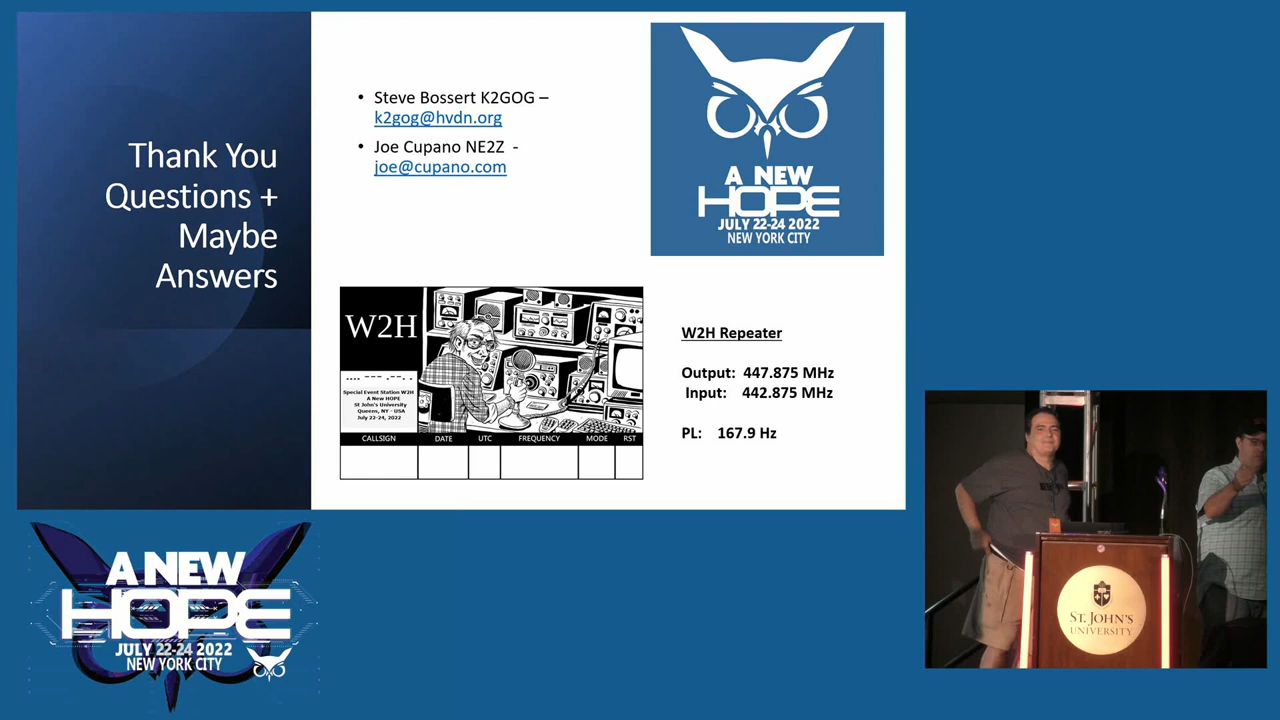 Thank You
Questions +
Maybe
Answers
• Steve Bossert K2GOG –
k2gog@hvdn.org
• Joe Cupano NE2Z -
joe@cupano.com
A NEW
HOPE
JULY 22-24 2022
NEW YORK CITY
W2H
.... --- .--. .
Special Event Station W2H
A New HOPE
St John's University
Queens, NY - USA
July 22-24, 2022
CALLSIGN DATE UTC FREQUENCY MODE RST
W2H Repeater
Output: 447.875 MHz
Input: 442.875 MHz
PL: 167.9 Hz
A NEW
HOPE
JULY 22-24 2022
NEW YORK CITY
ST. JOHN'S
UNIVERSITY